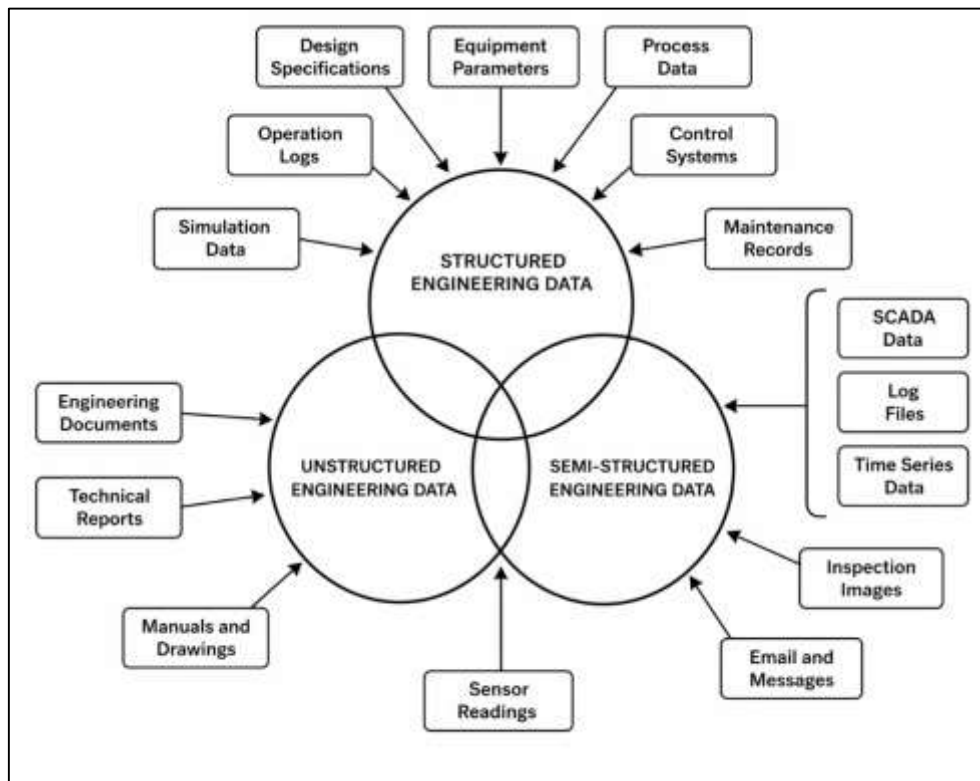 Design
Specifications
Equipment
Parameters
Process
Data
Operation
Logs
Control
Systems
Simulation
Data
Maintenance
Records
STRUCTURED
ENGINEERING DATA
SCADA
Data
Log
Files
Time Series
Data
Engineering
Documents
Technical
Reports
UNSTRUCTURED
ENGINEERING DATA
SEMI-STRUCTURED
ENGINEERING DATA
Inspection
Images
Manuals and
Drawings
Sensor
Readings
Email and
Messages